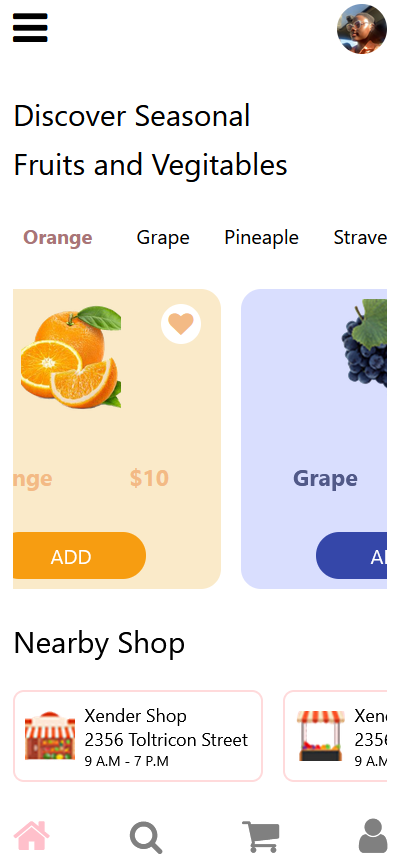 Discover Seasonal
Fruits and Vegitables
Orange Grape Pineaple Strave
nge $10 Grape
ADD A
Nearby Shop
Xender Shop Xen
2356 Toltricon Street 2356
9 A.M - 7 P.M 9 A.M